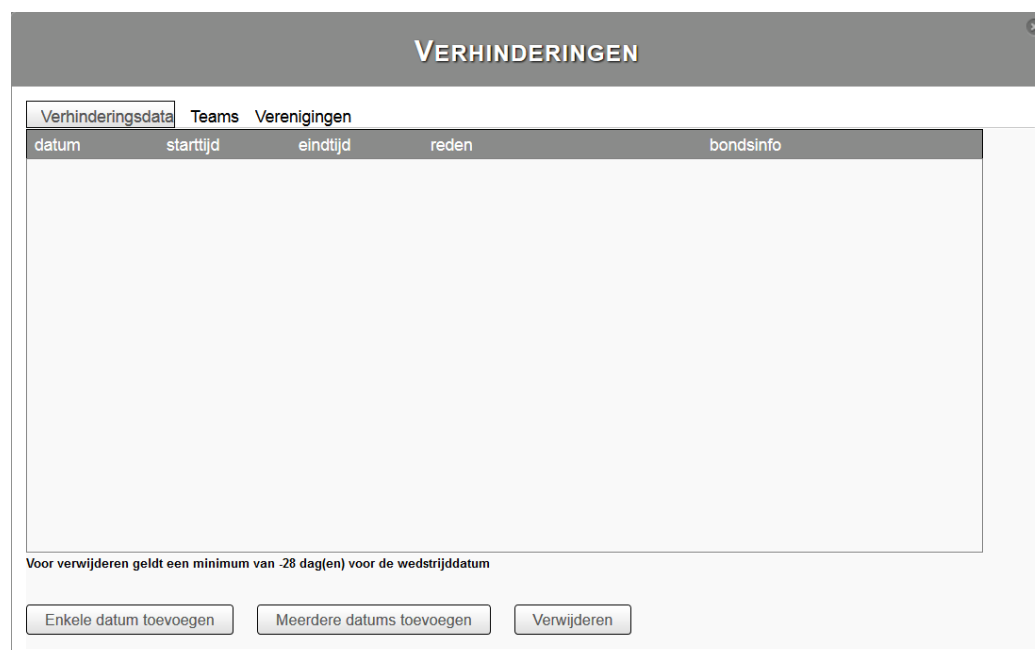 VERHINDERINGEN
Verhinderingsdata Teams Verenigingen
datum starttijd eindtijd reden bondsinfo
Voor verwijderen geldt een minimum van -28 dag(en) voor de wedstrijddatum
Enkele datum toevoegen Meerdere datums toevoegen Verwijderen